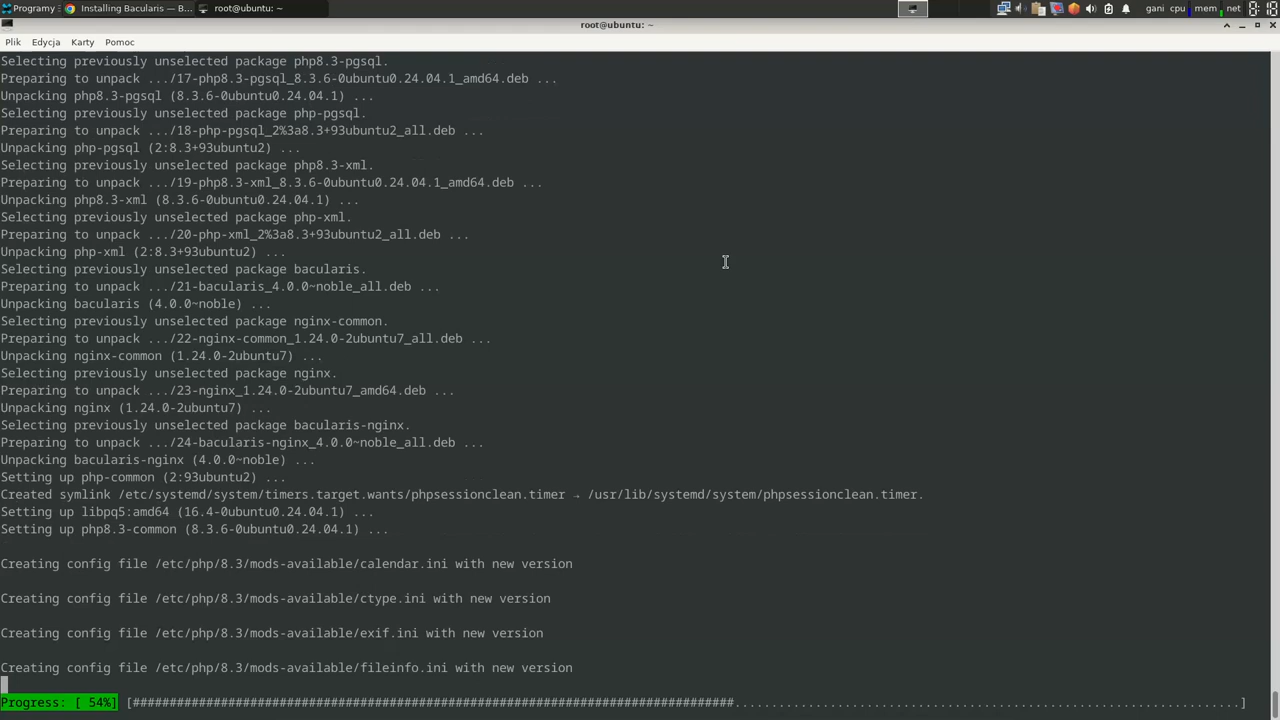 Programy
Installing Bacularis — B...
root@ubuntu: ~
gani cpu mem net
root@ubuntu: ~
Plik Edycja Karty Pomoc
Selecting previously unselected package php8.3-pgsql.
Preparing to unpack .../17-php8.3-pgsql_8.3.6-0ubuntu0.24.04.1_amd64.deb ...
Unpacking php8.3-pgsql (8.3.6-0ubuntu0.24.04.1) ...
Selecting previously unselected package php-pgsql.
Preparing to unpack .../18-php-pgsql_2%3a8.3+93ubuntu2_all.deb ...
Unpacking php-pgsql (2:8.3+93ubuntu2) ...
Selecting previously unselected package php8.3-xml.
Preparing to unpack .../19-php8.3-xml_8.3.6-0ubuntu0.24.04.1_amd64.deb ...
Unpacking php8.3-xml (8.3.6-0ubuntu0.24.04.1) ...
Selecting previously unselected package php-xml.
Preparing to unpack .../20-php-xml_2%3a8.3+93ubuntu2_all.deb ...
Unpacking php-xml (2:8.3+93ubuntu2) ...
Selecting previously unselected package bacularis.
Preparing to unpack .../21-bacularis_4.0.0~noble_all.deb ...
Unpacking bacularis (4.0.0~noble) ...
Selecting previously unselected package nginx-common.
Preparing to unpack .../22-nginx-common_1.24.0-2ubuntu7_all.deb ...
Unpacking nginx-common (1.24.0-2ubuntu7) ...
Selecting previously unselected package nginx.
Preparing to unpack .../23-nginx_1.24.0-2ubuntu7_amd64.deb ...
Unpacking nginx (1.24.0-2ubuntu7) ...
Selecting previously unselected package bacularis-nginx.
Preparing to unpack .../24-bacularis-nginx_4.0.0~noble_all.deb ...
Unpacking bacularis-nginx (4.0.0~noble) ...
Setting up php-common (2:93ubuntu2) ...
Created symlink /etc/systemd/system/timers.target.wants/phpsessionclean.timer → /usr/lib/systemd/system/phpsessionclean.timer.
Setting up libpq5:amd64 (16.4-0ubuntu0.24.04.1) ...
Setting up php8.3-common (8.3.6-0ubuntu0.24.04.1) ...
Creating config file /etc/php/8.3/mods-available/calendar.ini with new version
Creating config file /etc/php/8.3/mods-available/ctype.ini with new version
Creating config file /etc/php/8.3/mods-available/exif.ini with new version
Creating config file /etc/php/8.3/mods-available/fileinfo.ini with new version
Progress: [ 54%] [##################################################################################.....................................................................]